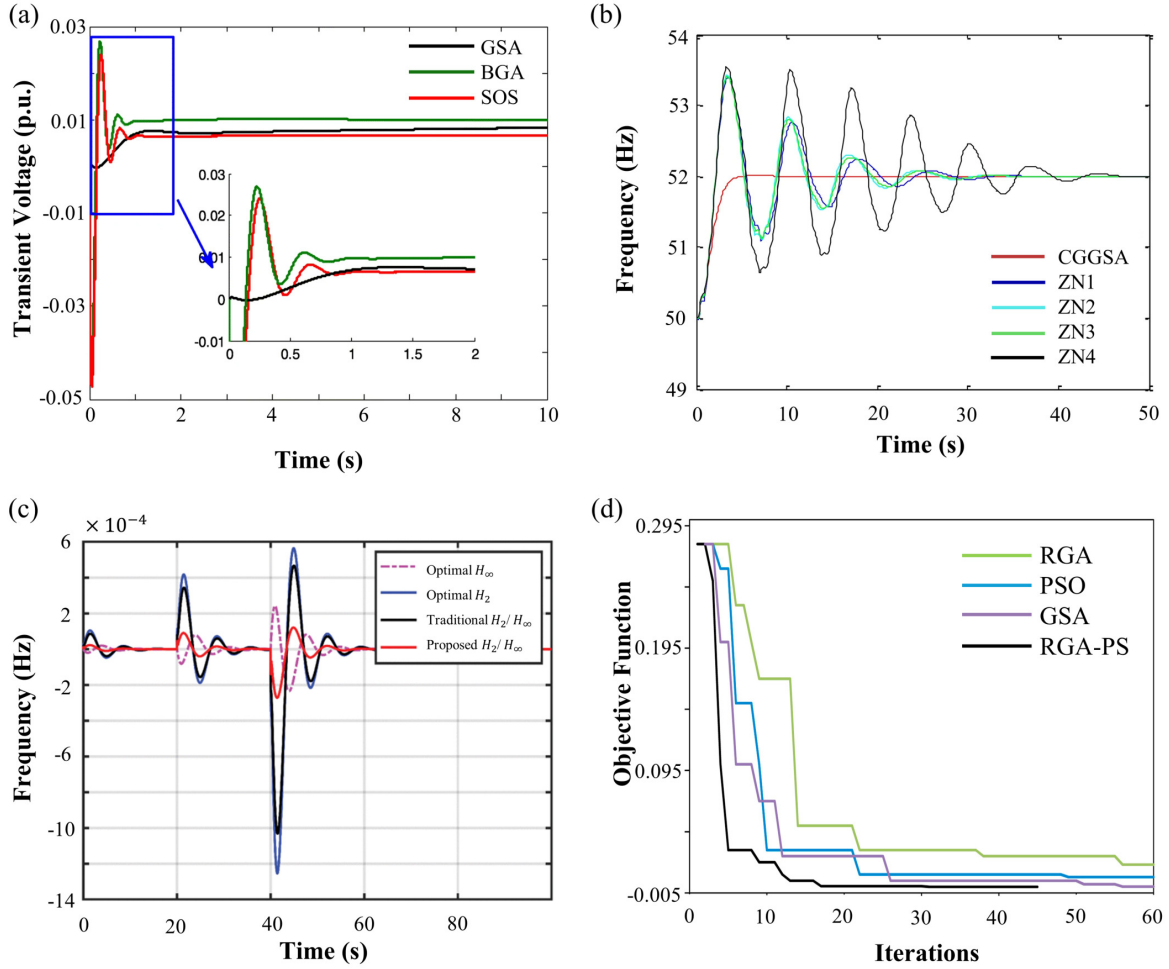 (a)
0.03
0.01
-0.01
-0.03
-0.05
Transient Voltage (p.u.)
GSA
BGA
SOS
0.03
0.02
0.01
0
-0.01
0 0.5 1 1.5 2
0 2 4 6 8 10
Time (s)
(b)
54
53
52
51
50
49
Frequency (Hz)
CGGSA
ZN1
ZN2
ZN3
ZN4
0 10 20 30 40 50
Time (s)
(c)
× 10⁻⁴
6
2
-2
-6
-10
-14
Frequency (Hz)
Optimal H∞
Optimal H₂
Traditional H₂/H∞
Proposed H₂/H∞
0 20 40 60 80
Time (s)
(d)
0.295
0.195
0.095
-0.005
Objective Function
RGA
PSO
GSA
RGA-PS
0 10 20 30 40 50 60
Iterations